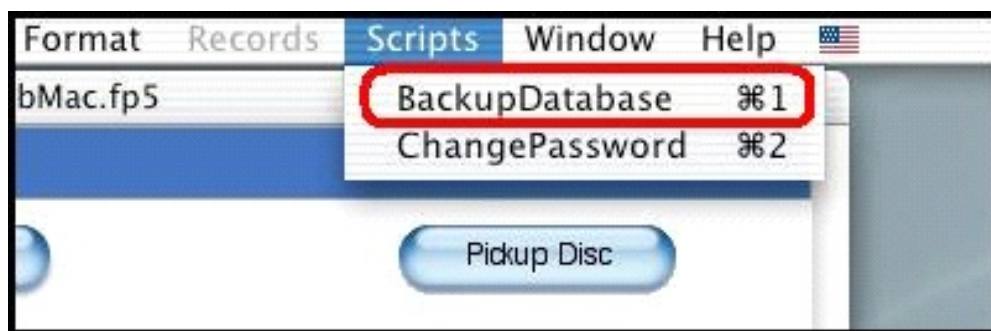 Format Records Scripts Window Help
bMac.fp5
BackupDatabase ⌘1
ChangePassword ⌘2
Pickup Disc